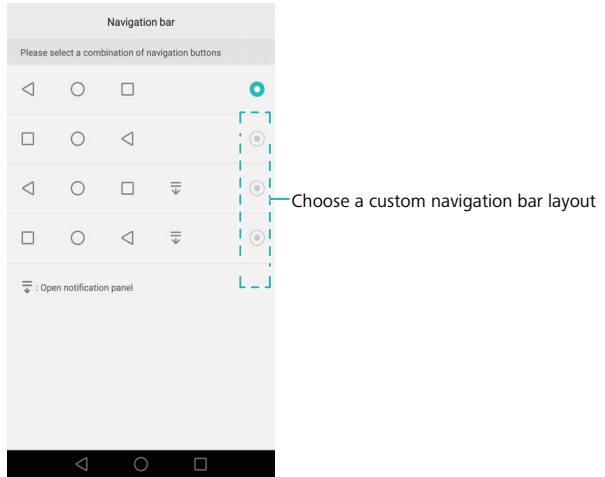 Navigation bar
Please select a combination of navigation buttons
Choose a custom navigation bar layout
: Open notification panel